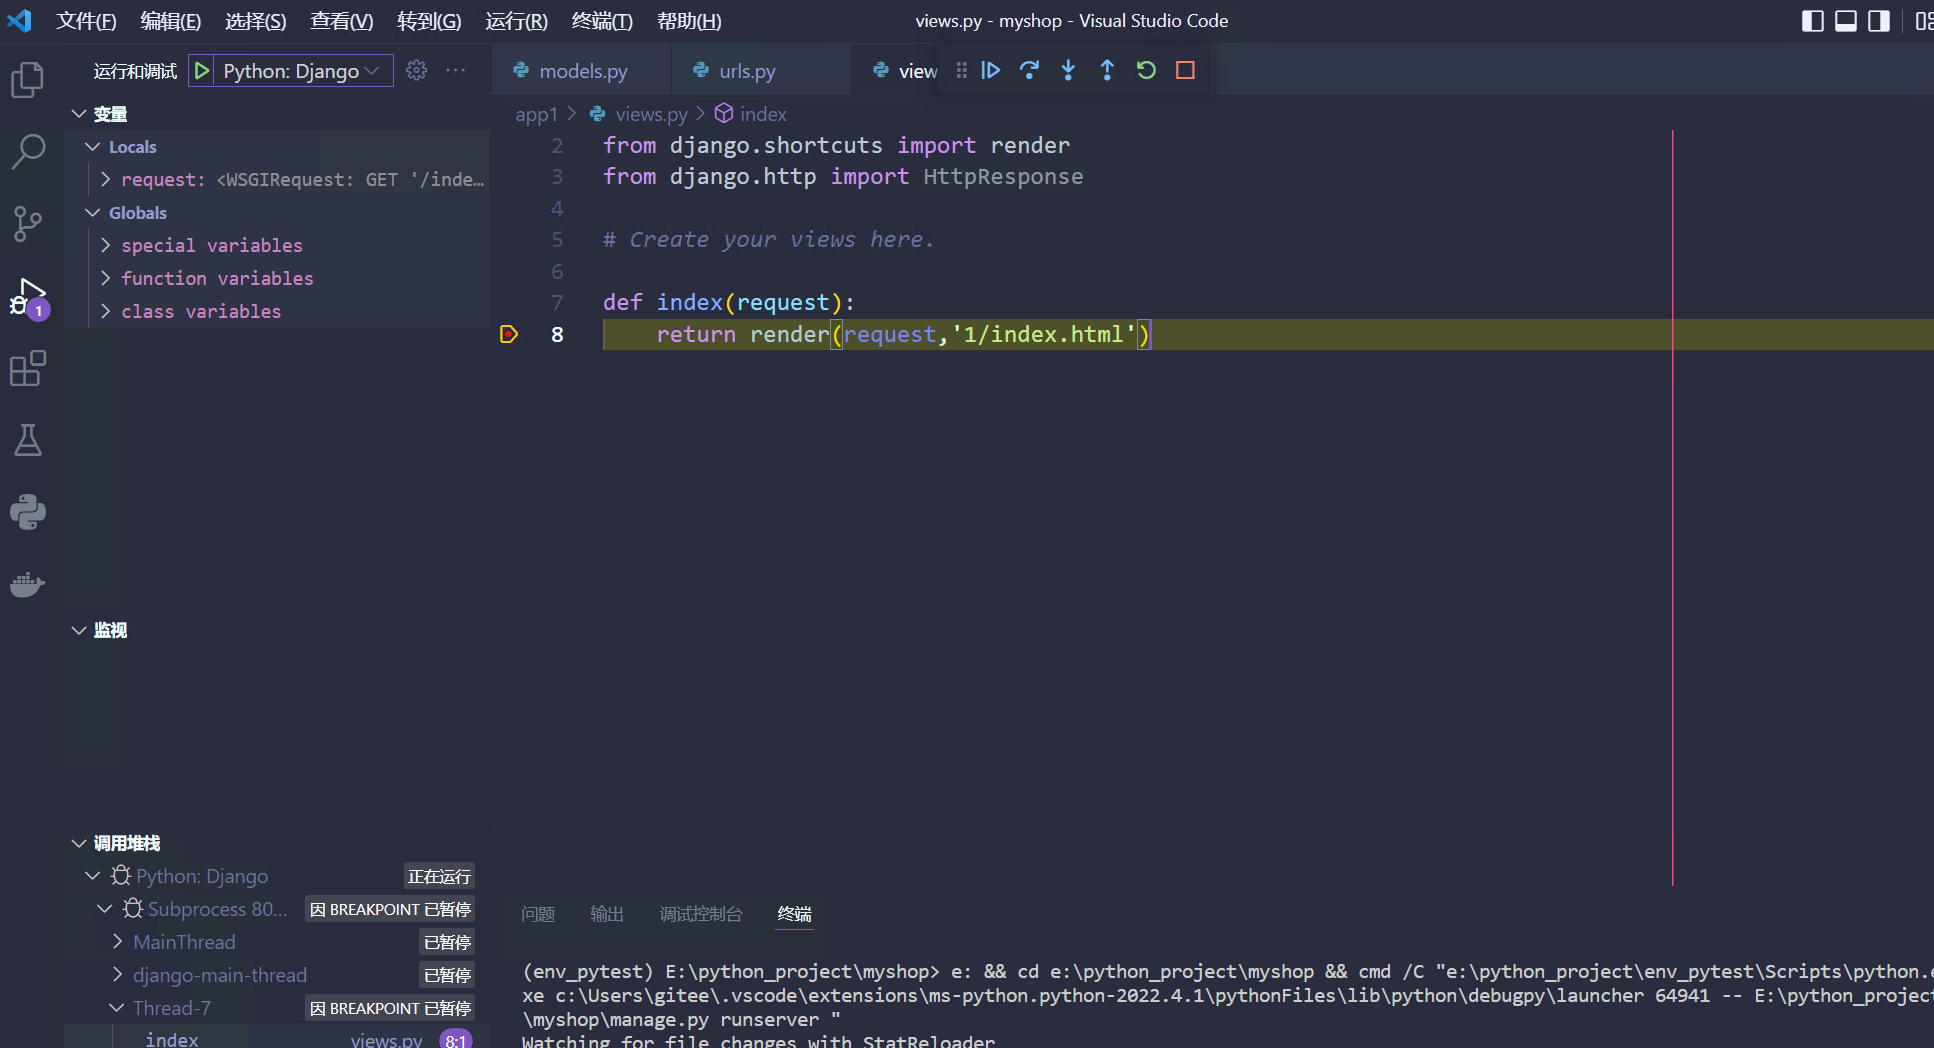 文件(F) 编辑(E) 选择(S) 查看(V) 转到(G) 运行(R) 终端(T) 帮助(H) views.py - myshop - Visual Studio Code
运行和调试 Python: Django ··· models.py urls.py view
变量
Locals
request: <WSGIRequest: GET '/inde…
Globals
special variables
function variables
class variables
1
监视
调用堆栈
Python: Django 正在运行
Subprocess 80... 因 BREAKPOINT 已暂停
MainThread 已暂停
django-main-thread 已暂停
Thread-7 因 BREAKPOINT 已暂停
index views.py 8:1
app1 > views.py > index
2 from django.shortcuts import render
3 from django.http import HttpResponse
4
5 # Create your views here.
6
7 def index(request):
8 return render(request,'1/index.html')
问题 输出 调试控制台 终端
(env_pytest) E:\python_project\myshop> e: && cd e:\python_project\myshop && cmd /C "e:\python_project\env_pytest\Scripts\python.e
xe c:\Users\gitee\.vscode\extensions\ms-python.python-2022.4.1\pythonFiles\lib\python\debugpy\launcher 64941 -- E:\python_project
\myshop\manage.py runserver "
Watching for file changes with StatReloader